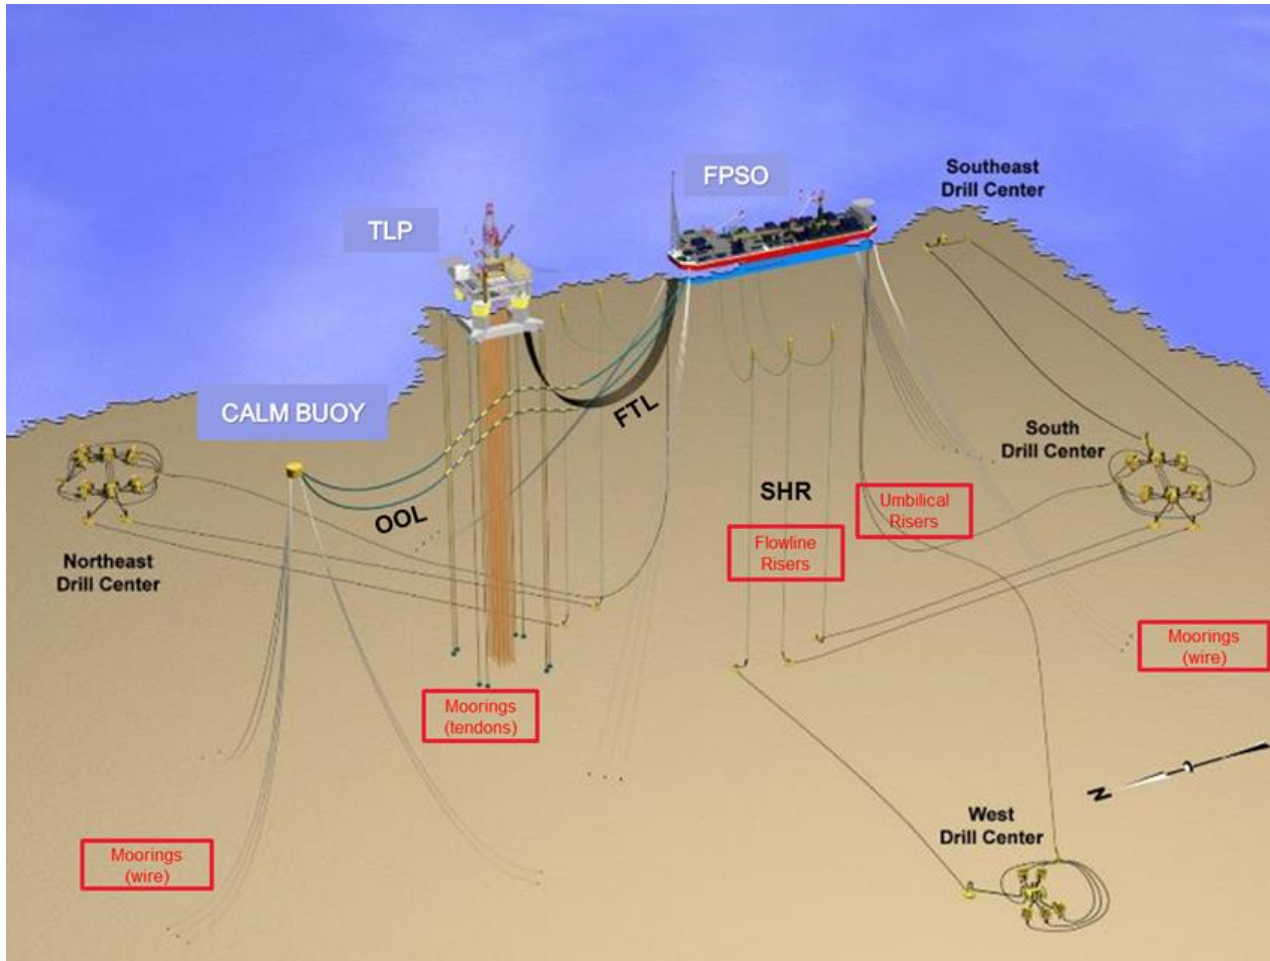 Southeast
Drill Center
FPSO
TLP
CALM BUOY
FTL
South
Drill Center
OOL
SHR
Umbilical
Risers
Flowline
Risers
Northeast
Drill Center
Moorings
(wire)
Moorings
(tendons)
N
West
Drill Center
Moorings
(wire)